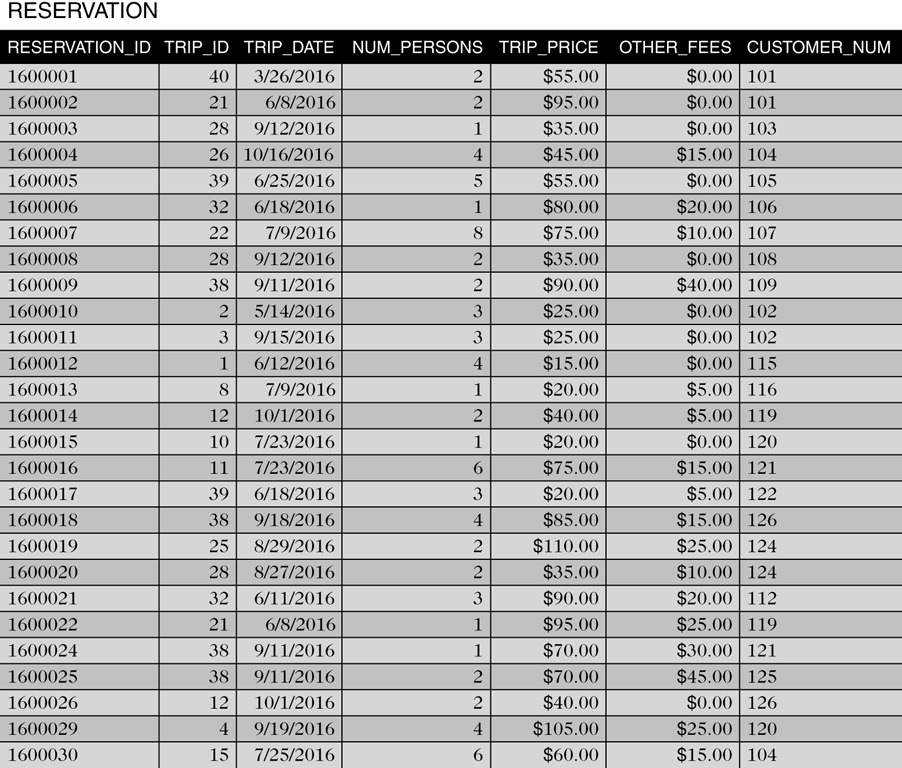 RESERVATION
RESERVATION_ID TRIP_ID TRIP_DATE NUM_PERSONS TRIP_PRICE OTHER_FEES CUSTOMER_NUM
1600001 40 3/26/2016 2 $55.00 $0.00 101
1600002 21 6/8/2016 2 $95.00 $0.00 101
1600003 28 9/12/2016 1 $35.00 $0.00 103
1600004 26 10/16/2016 4 $45.00 $15.00 104
1600005 39 6/25/2016 5 $55.00 $0.00 105
1600006 32 6/18/2016 1 $80.00 $20.00 106
1600007 22 7/9/2016 8 $75.00 $10.00 107
1600008 28 9/12/2016 2 $35.00 $0.00 108
1600009 38 9/11/2016 2 $90.00 $40.00 109
1600010 2 5/14/2016 3 $25.00 $0.00 102
1600011 3 9/15/2016 3 $25.00 $0.00 102
1600012 1 6/12/2016 4 $15.00 $0.00 115
1600013 8 7/9/2016 1 $20.00 $5.00 116
1600014 12 10/1/2016 2 $40.00 $5.00 119
1600015 10 7/23/2016 1 $20.00 $0.00 120
1600016 11 7/23/2016 6 $75.00 $15.00 121
1600017 39 6/18/2016 3 $20.00 $5.00 122
1600018 38 9/18/2016 4 $85.00 $15.00 126
1600019 25 8/29/2016 2 $110.00 $25.00 124
1600020 28 8/27/2016 2 $35.00 $10.00 124
1600021 32 6/11/2016 3 $90.00 $20.00 112
1600022 21 6/8/2016 1 $95.00 $25.00 119
1600024 38 9/11/2016 1 $70.00 $30.00 121
1600025 38 9/11/2016 2 $70.00 $45.00 125
1600026 12 10/1/2016 2 $40.00 $0.00 126
1600029 4 9/19/2016 4 $105.00 $25.00 120
1600030 15 7/25/2016 6 $60.00 $15.00 104